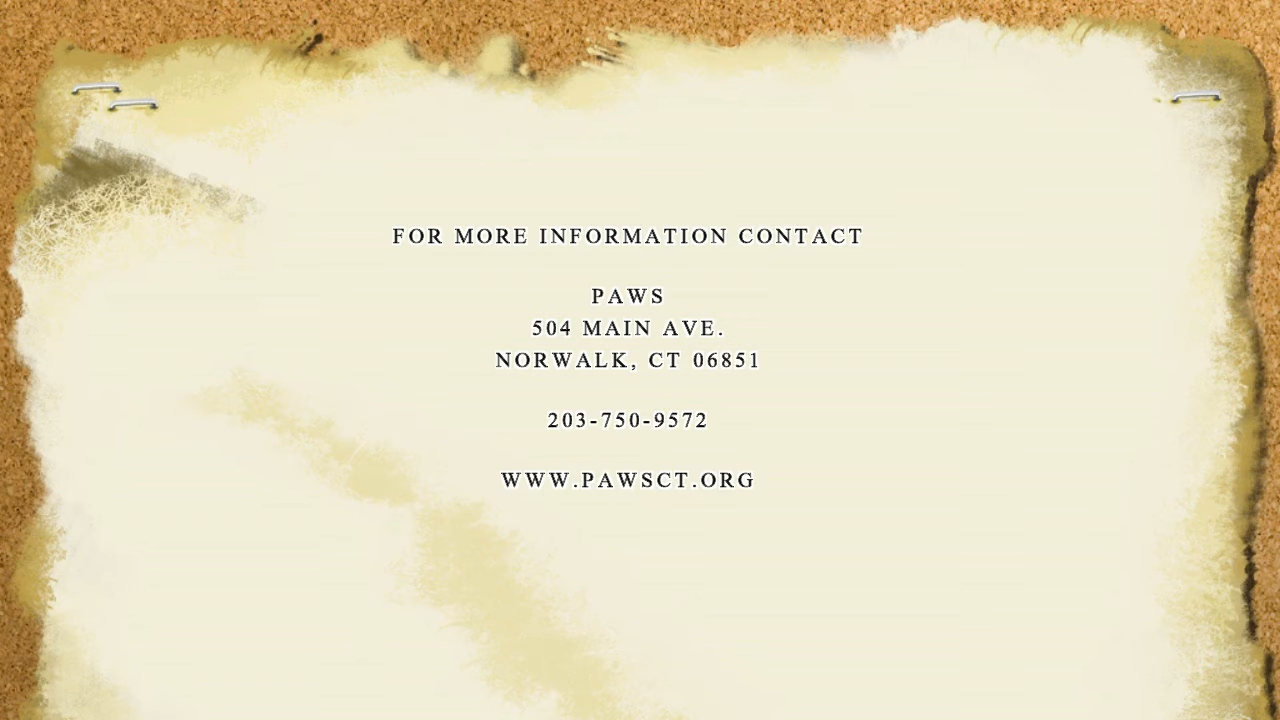 FOR MORE INFORMATION CONTACT
PAWS
504 MAIN AVE.
NORWALK, CT 06851
203-750-9572
WWW.PAWSCT.ORG